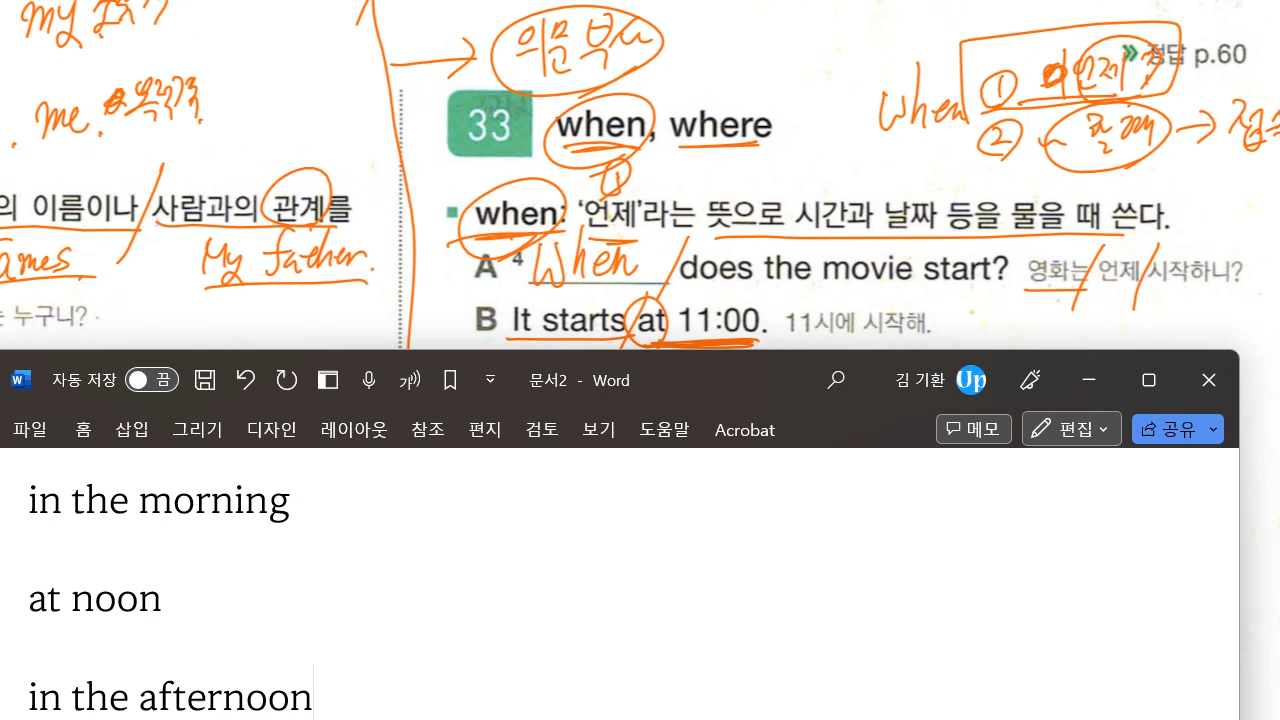 my
의문 부사
» 정답 p.60
when ① 언제?
② ~ 할 때 →
me. 목적격.
33 when, where
①
의 이름이나 사람과의 관계를
ames. My father.
는 누구니?
■ when: ‘언제’라는 뜻으로 시간과 날짜 등을 물을 때 쓴다.
A 4 When does the movie start? 영화는 언제 시작하니?
B It starts at 11:00. 11시에 시작해.
자동 저장 끔 가 문서2 - Word 김 기환 Up
파일 홈 삽입 그리기 디자인 레이아웃 참조 편지 검토 보기 도움말 Acrobat 메모 편집 공유
in the morning
at noon
in the afternoon